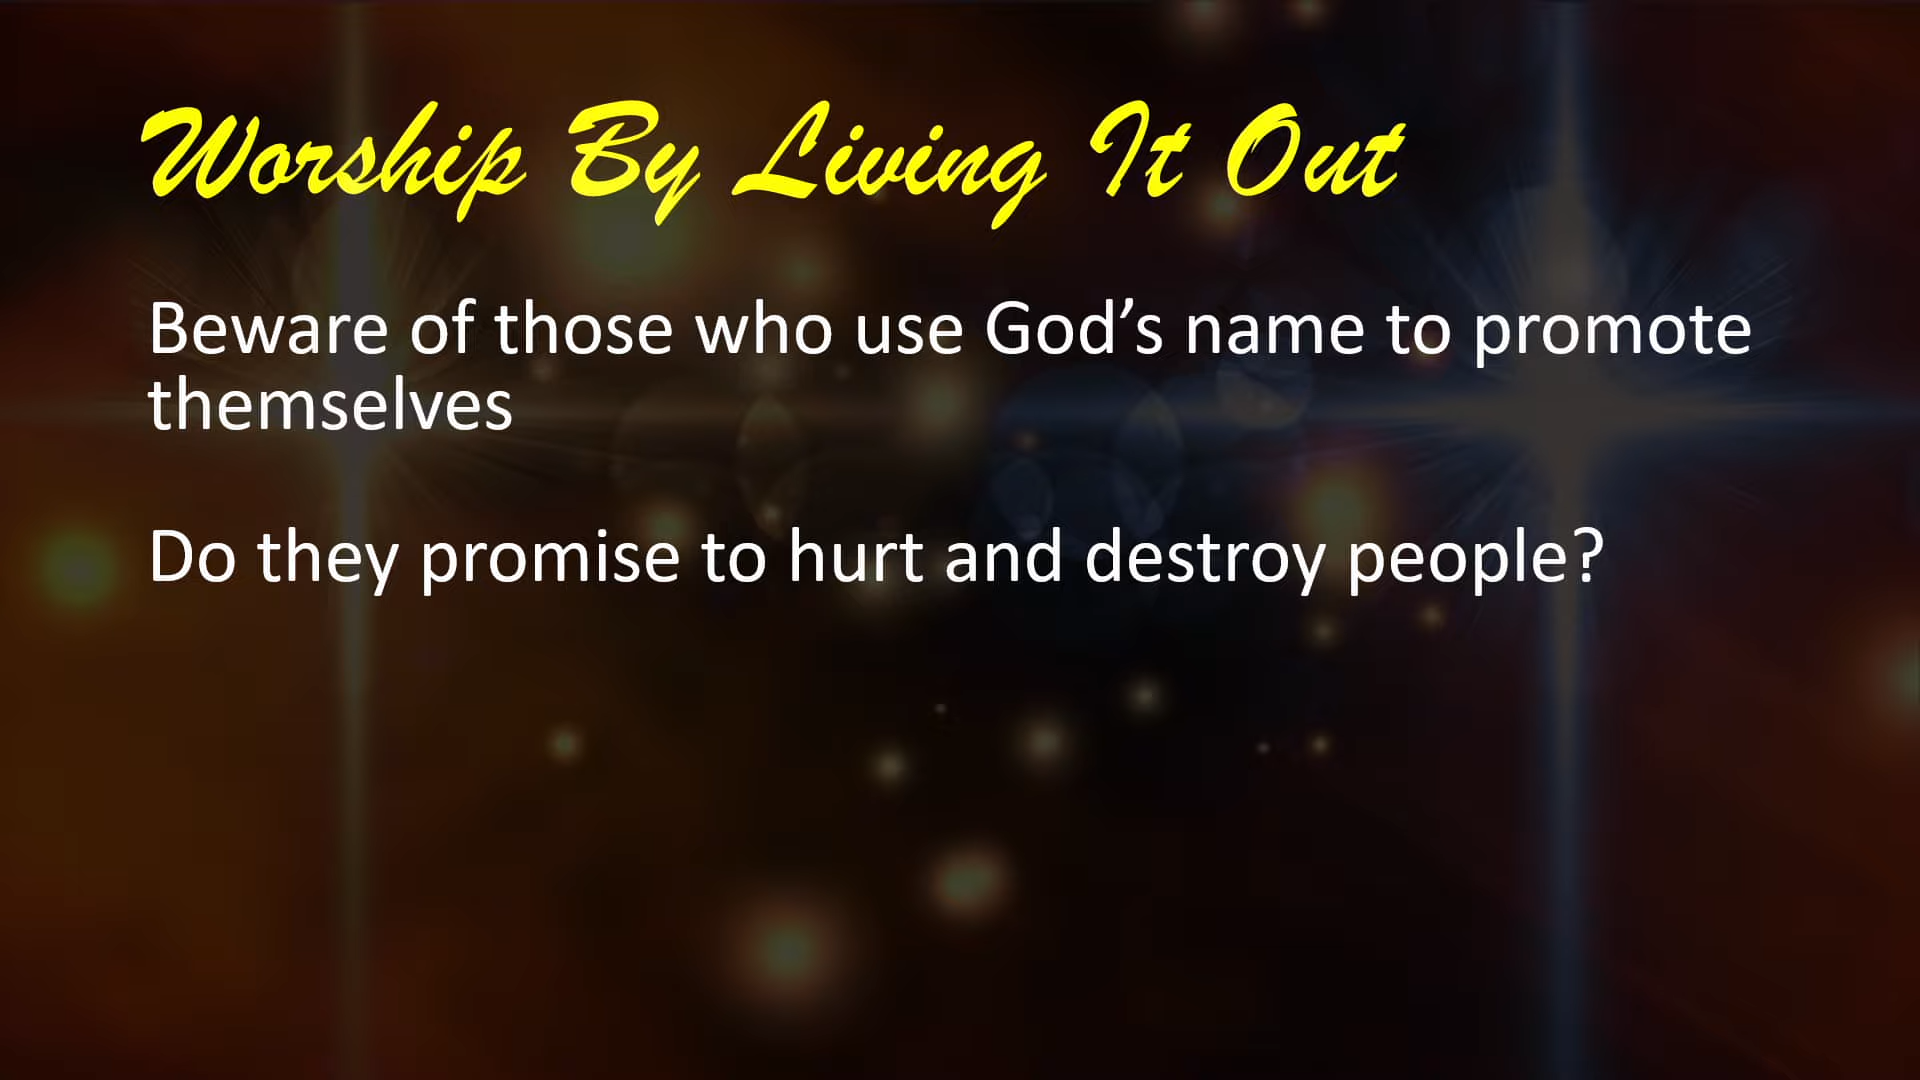 Worship By Living It Out
Beware of those who use God’s name to promote
themselves
Do they promise to hurt and destroy people?